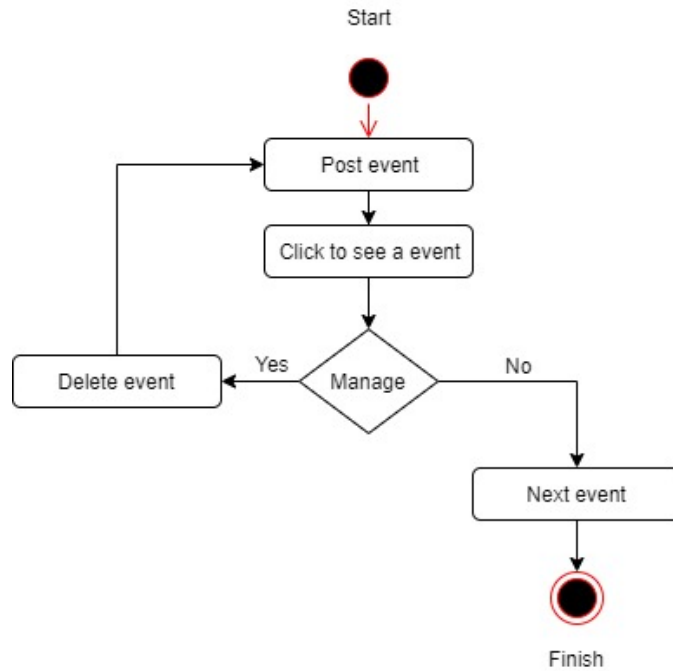 Start
Post event
Click to see a event
Yes
Manage
No
Delete event
Next event
Finish